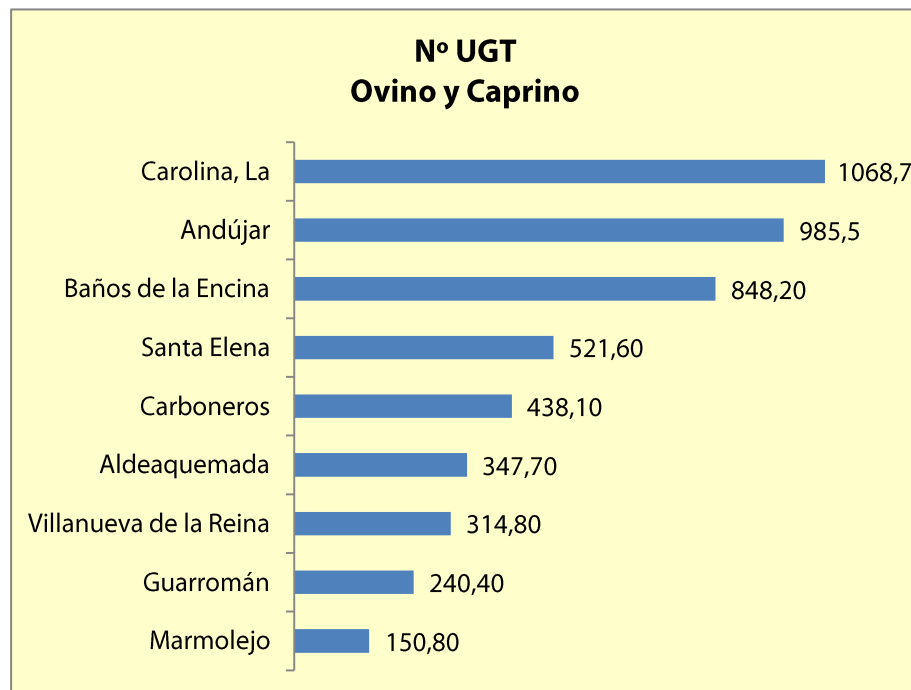 Nº UGT
Ovino y Caprino
Carolina, La 1068,7
Andújar 985,5
Baños de la Encina 848,20
Santa Elena 521,60
Carboneros 438,10
Aldeaquemada 347,70
Villanueva de la Reina 314,80
Guarromán 240,40
Marmolejo 150,80